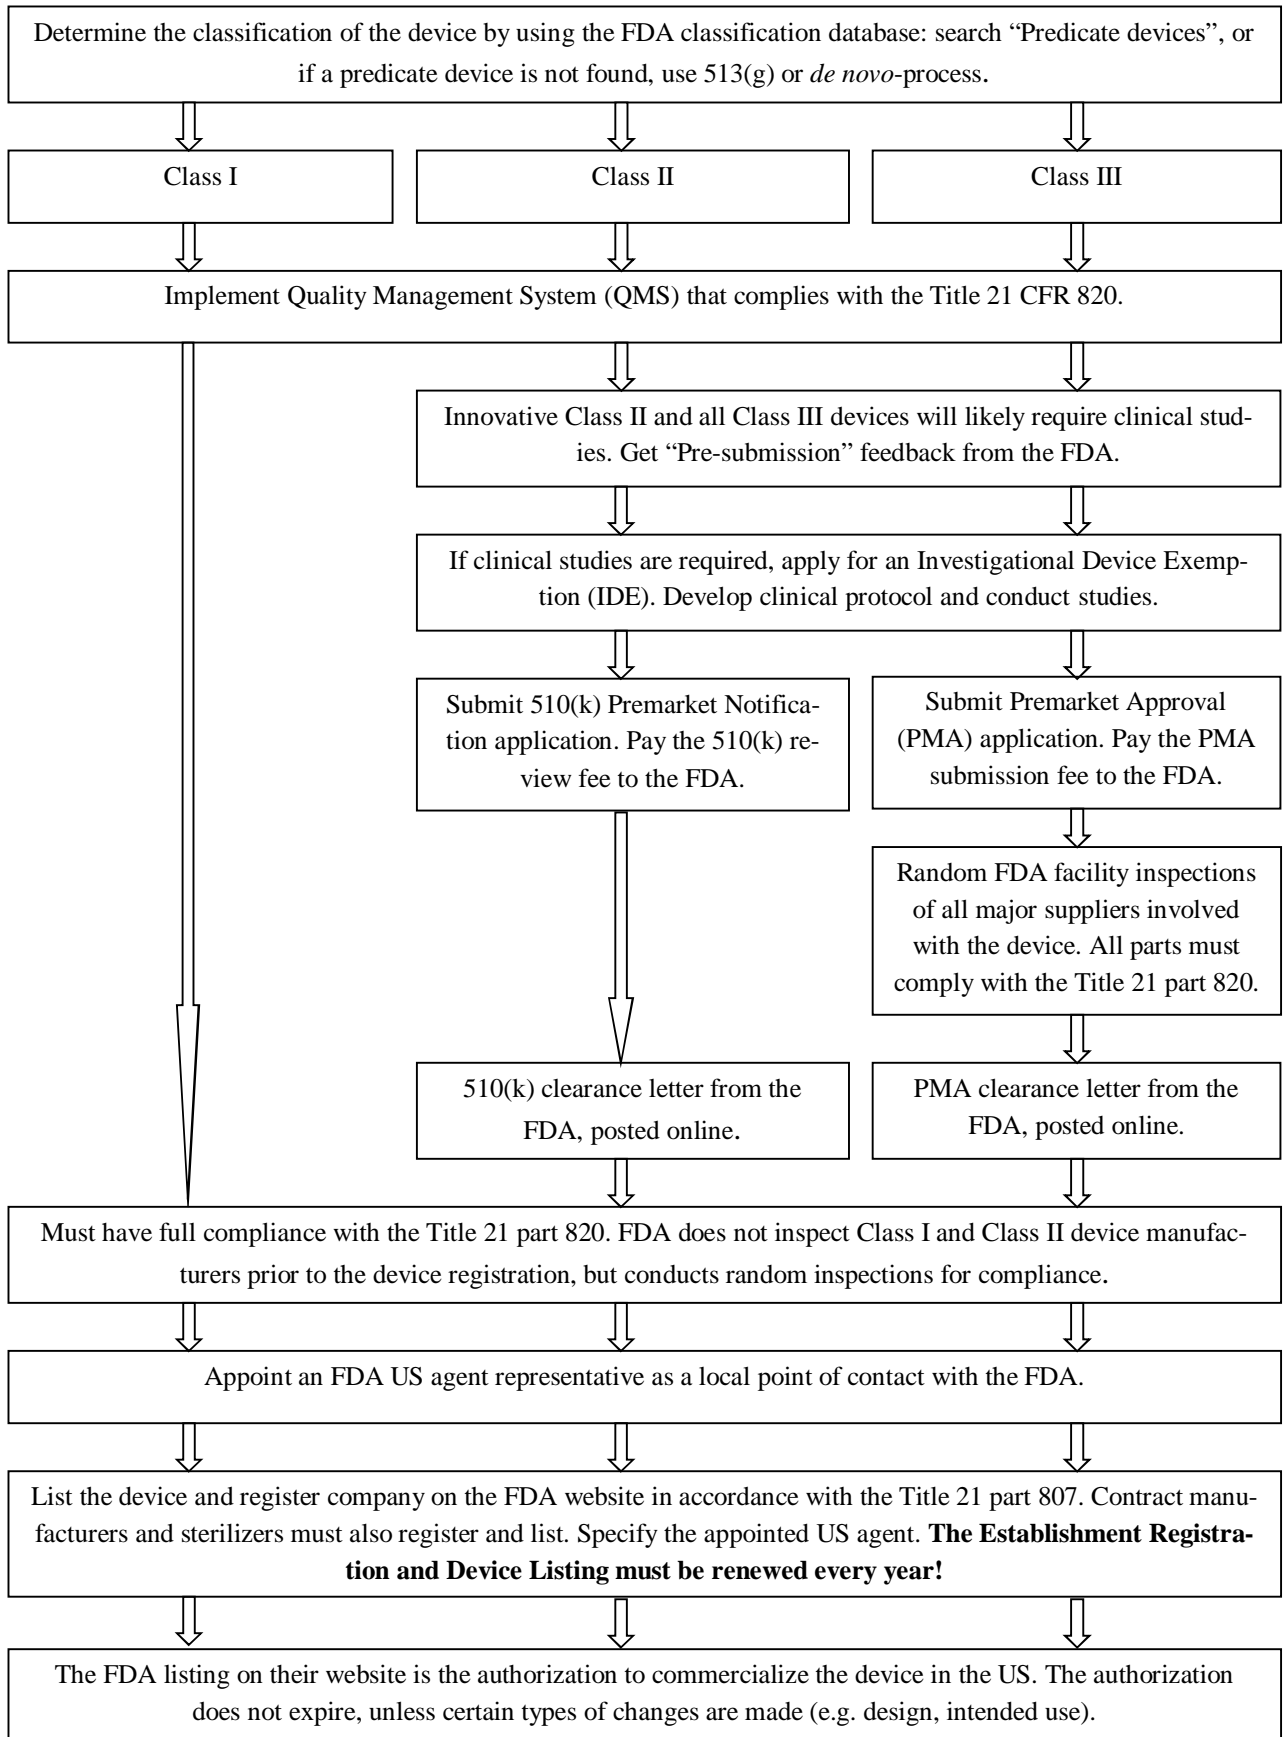 Determine the classification of the device by using the FDA classification database: search “Predicate devices”, or
if a predicate device is not found, use 513(g) or de novo-process.
Class I
Class II
Class III
Implement Quality Management System (QMS) that complies with the Title 21 CFR 820.
Innovative Class II and all Class III devices will likely require clinical stud-
ies. Get “Pre-submission” feedback from the FDA.
If clinical studies are required, apply for an Investigational Device Exemp-
tion (IDE). Develop clinical protocol and conduct studies.
Submit 510(k) Premarket Notifica-
tion application. Pay the 510(k) re-
view fee to the FDA.
Submit Premarket Approval
(PMA) application. Pay the PMA
submission fee to the FDA.
Random FDA facility inspections
of all major suppliers involved
with the device. All parts must
comply with the Title 21 part 820.
510(k) clearance letter from the
FDA, posted online.
PMA clearance letter from the
FDA, posted online.
Must have full compliance with the Title 21 part 820. FDA does not inspect Class I and Class II device manufac-
turers prior to the device registration, but conducts random inspections for compliance.
Appoint an FDA US agent representative as a local point of contact with the FDA.
List the device and register company on the FDA website in accordance with the Title 21 part 807. Contract manu-
facturers and sterilizers must also register and list. Specify the appointed US agent. The Establishment Registra-
tion and Device Listing must be renewed every year!
The FDA listing on their website is the authorization to commercialize the device in the US. The authorization
does not expire, unless certain types of changes are made (e.g. design, intended use).